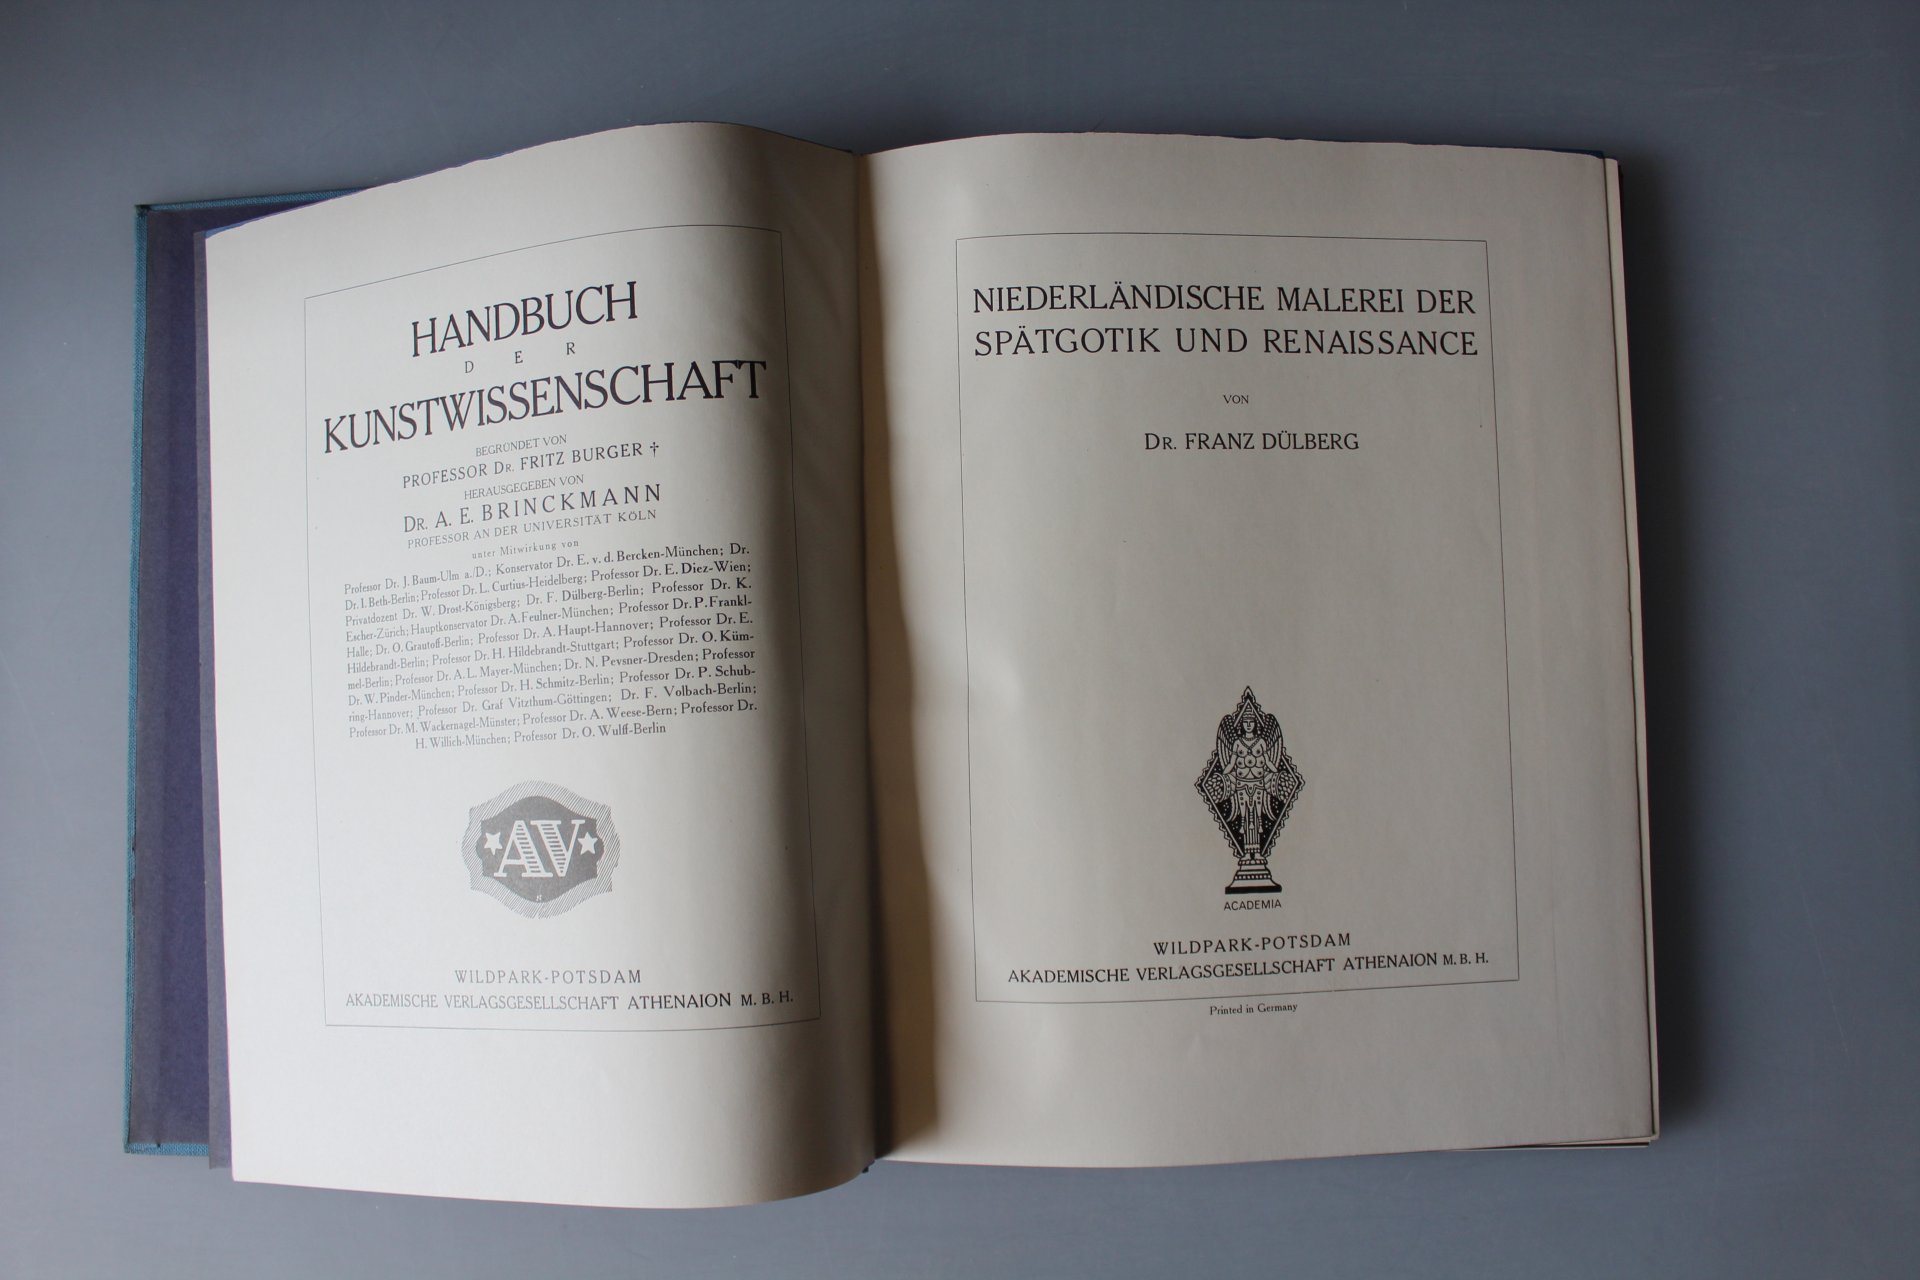 HANDBUCH
DER
KUNSTWISSENSCHAFT
BEGRÜNDET VON
PROFESSOR DR. FRITZ BURGER †
HERAUSGEGEBEN VON
DR. A. E. BRINCKMANN
PROFESSOR AN DER UNIVERSITÄT KÖLN
unter Mitwirkung von
Professor Dr. J. Baum-Ulm a./D.; Konservator Dr. E. v. d. Bercken-München; Dr.
Dr. I. Beth-Berlin; Professor Dr. L. Curtius-Heidelberg; Professor Dr. E. Diez-Wien;
Privatdozent Dr. W. Drost-Königsberg; Dr. F. Dülberg-Berlin; Professor Dr. K.
Escher-Zürich; Hauptkonservator Dr. A. Feulner-München; Professor Dr. P. Frankl-
Halle; Dr. O. Grautoff-Berlin; Professor Dr. A. Haupt-Hannover; Professor Dr. E.
Hildebrandt-Berlin; Professor Dr. H. Hildebrandt-Stuttgart; Professor Dr. O. Küm-
mel-Berlin; Professor Dr. A. L. Mayer-München; Dr. N. Pevsner-Dresden; Professor
Dr. W. Pinder-München; Professor Dr. H. Schmitz-Berlin; Professor Dr. P. Schub-
ring-Hannover; Professor Dr. Graf Vitzthum-Göttingen; Dr. F. Volbach-Berlin;
Professor Dr. M. Wackernagel-Münster; Professor Dr. A. Weese-Bern; Professor Dr.
H. Willich-München; Professor Dr. O. Wulff-Berlin
AV
WILDPARK-POTSDAM
AKADEMISCHE VERLAGSGESELLSCHAFT ATHENAION M. B. H.
NIEDERLÄNDISCHE MALEREI DER
SPÄTGOTIK UND RENAISSANCE
VON
DR. FRANZ DÜLBERG
ACADEMIA
WILDPARK-POTSDAM
AKADEMISCHE VERLAGSGESELLSCHAFT ATHENAION M. B. H.
Printed in Germany